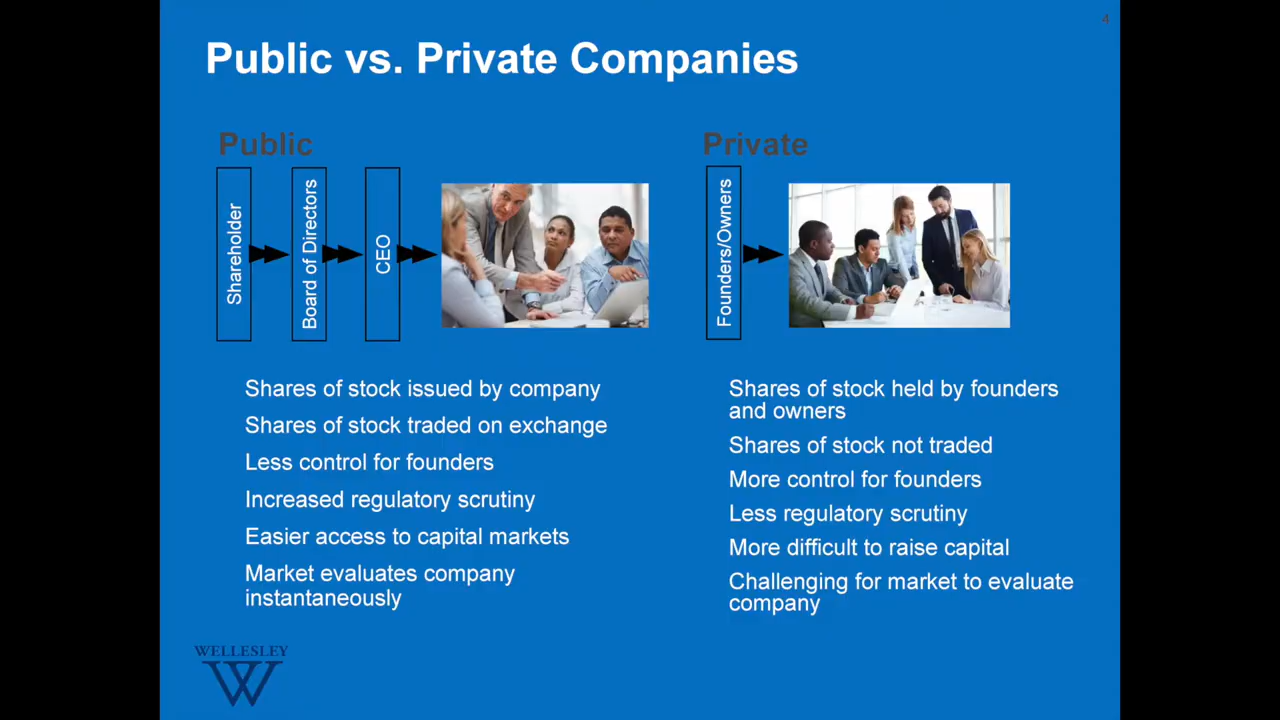 4
Public vs. Private Companies
Public
Shareholder
Board of Directors
CEO
Shares of stock issued by company
Shares of stock traded on exchange
Less control for founders
Increased regulatory scrutiny
Easier access to capital markets
Market evaluates company
instantaneously
Private
Founders/Owners
Shares of stock held by founders
and owners
Shares of stock not traded
More control for founders
Less regulatory scrutiny
More difficult to raise capital
Challenging for market to evaluate
company
WELLESLEY
W